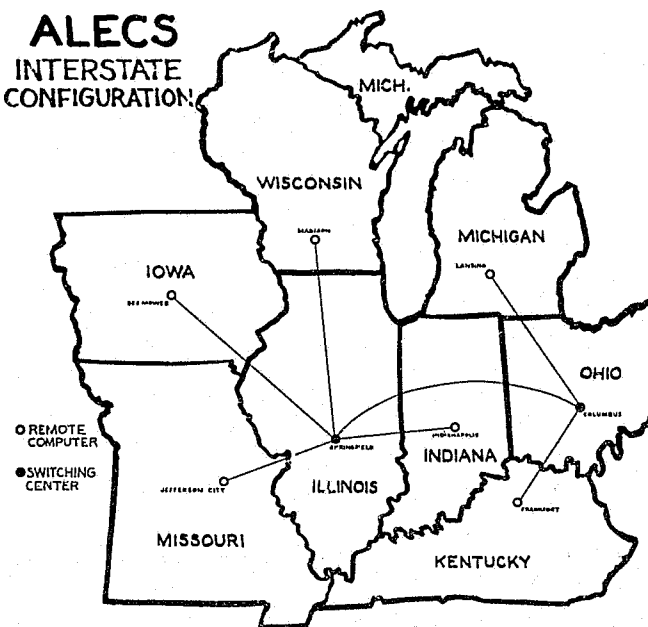 ALECS
INTERSTATE
CONFIGURATION
MICH.
WISCONSIN
MADISON
MICHIGAN
LANSING
IOWA
DES MOINES
OHIO
COLUMBUS
REMOTE
COMPUTER
SPRINGFIELD
INDIANAPOLIS
INDIANA
SWITCHING
CENTER
JEFFERSON CITY
ILLINOIS
FRANKFORT
MISSOURI
KENTUCKY